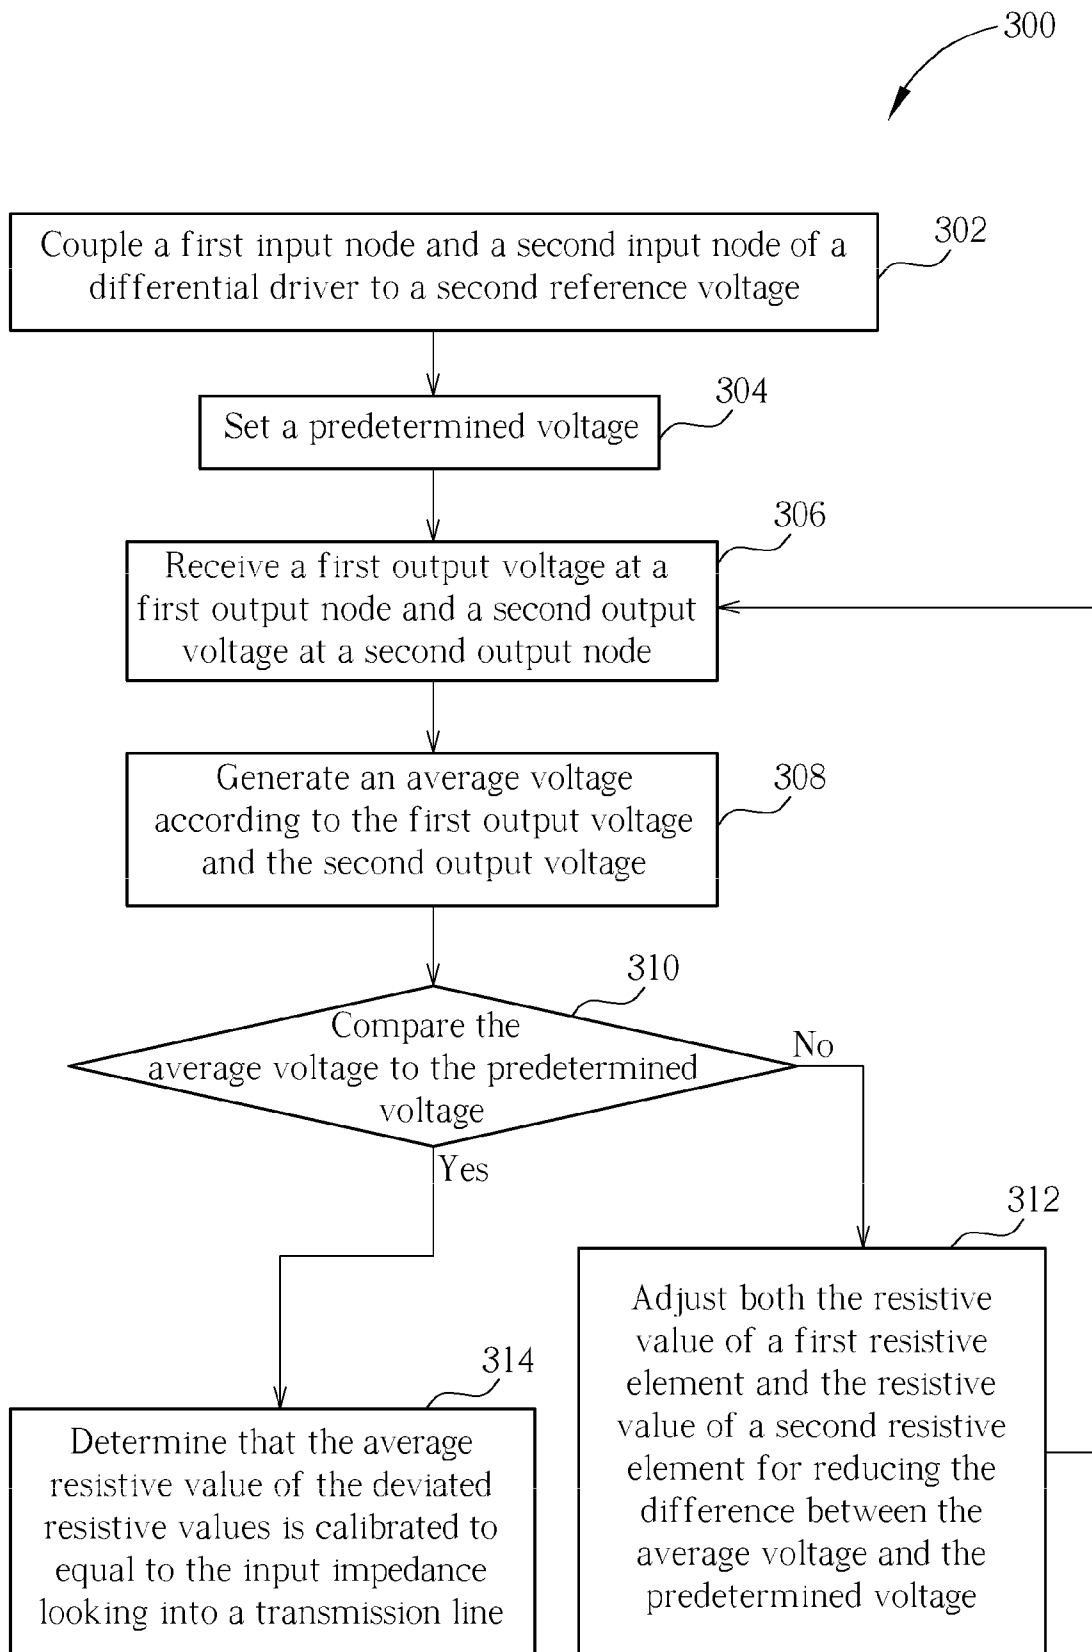 300
302
Couple a first input node and a second input node of a
differential driver to a second reference voltage
304
Set a predetermined voltage
306
Receive a first output voltage at a
first output node and a second output
voltage at a second output node
308
Generate an average voltage
according to the first output voltage
and the second output voltage
310
Compare the
average voltage to the predetermined
voltage
No
Yes
312
Adjust both the resistive
value of a first resistive
element and the resistive
value of a second resistive
element for reducing the
difference between the
average voltage and the
predetermined voltage
314
Determine that the average
resistive value of the deviated
resistive values is calibrated to
equal to the input impedance
looking into a transmission line